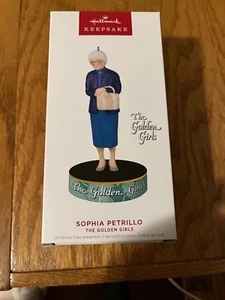 Hallmark
KEEPSAKE
The
Golden
Girls
The Golden Girls
SOPHIA PETRILLO
THE GOLDEN GIRLS